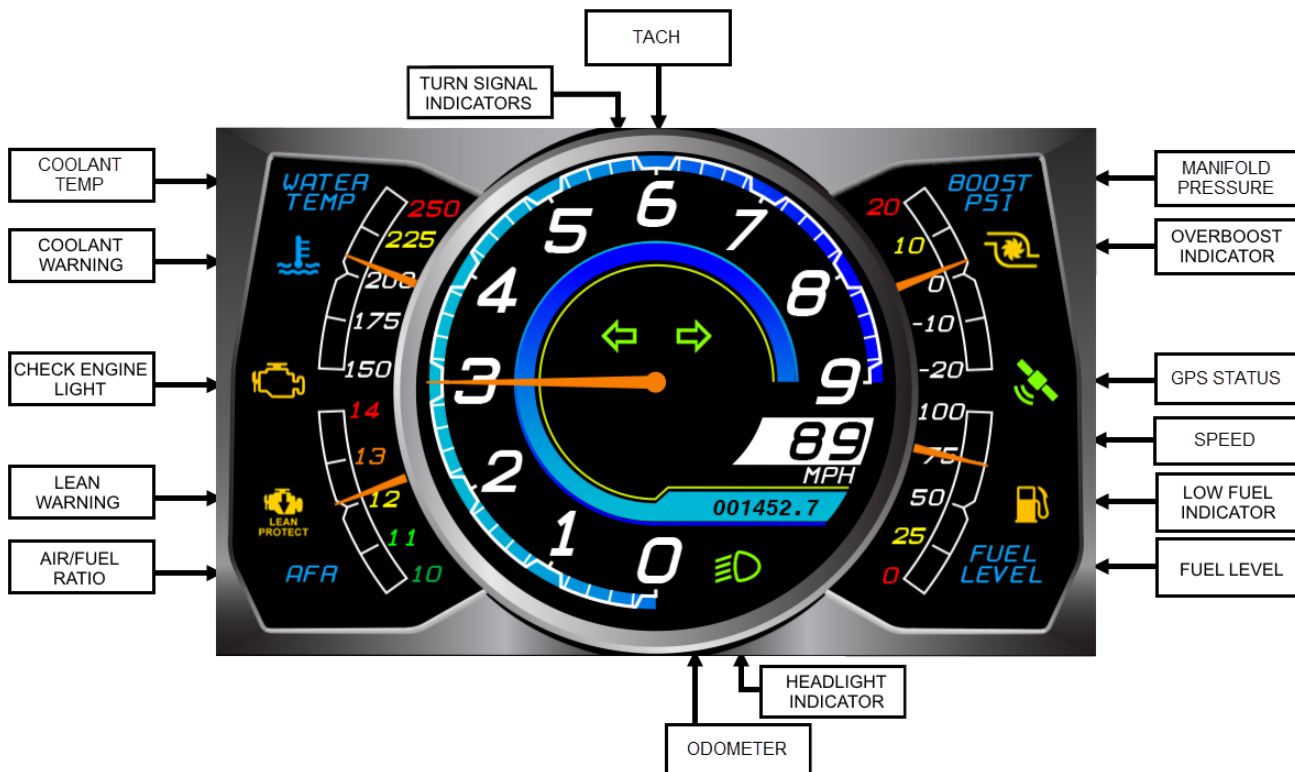 TACH
TURN SIGNAL
INDICATORS
COOLANT
TEMP
COOLANT
WARNING
CHECK ENGINE
LIGHT
LEAN
WARNING
AIR/FUEL
RATIO
WATER
TEMP
250
225
200
175
150
14
13
12
11
10
LEAN
PROTECT
AFR
6
5
7
4
8
3
9
2
1
0
89
MPH
001452.7
BOOST
PSI
20
10
0
-10
-20
100
75
50
25
0
FUEL
LEVEL
MANIFOLD
PRESSURE
OVERBOOST
INDICATOR
GPS STATUS
SPEED
LOW FUEL
INDICATOR
FUEL LEVEL
HEADLIGHT
INDICATOR
ODOMETER